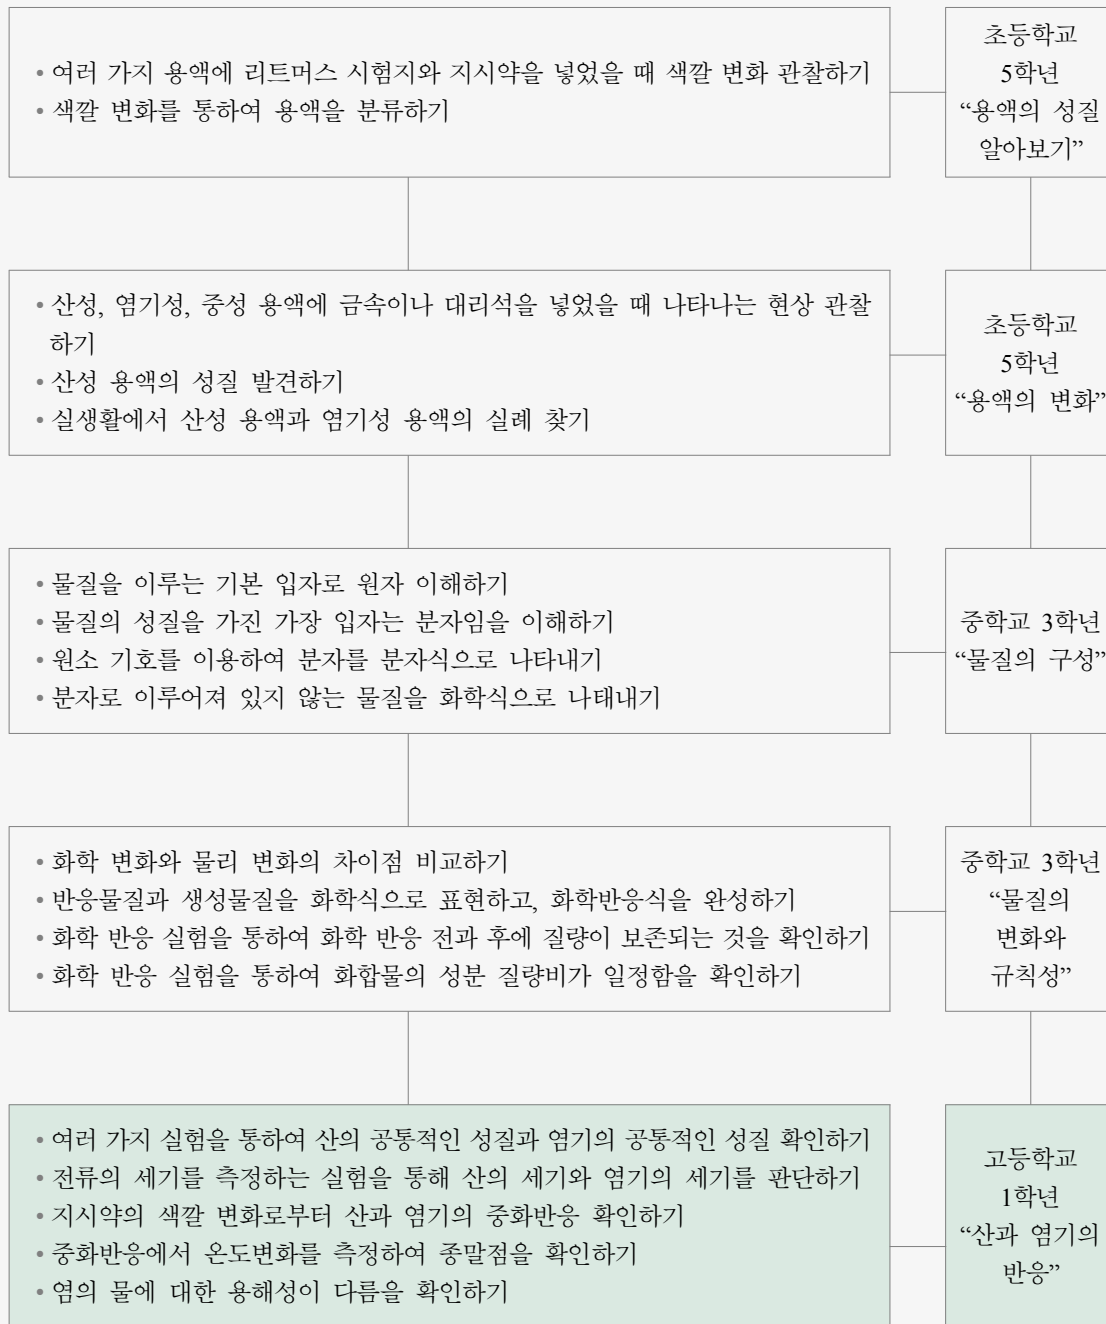 • 여러 가지 용액에 리트머스 시험지와 지시약을 넣었을 때 색깔 변화 관찰하기
• 색깔 변화를 통하여 용액을 분류하기
초등학교
5학년
“용액의 성질
알아보기”
• 산성, 염기성, 중성 용액에 금속이나 대리석을 넣었을 때 나타나는 현상 관찰
하기
• 산성 용액의 성질 발견하기
• 실생활에서 산성 용액과 염기성 용액의 실례 찾기
초등학교
5학년
“용액의 변화”
• 물질을 이루는 기본 입자로 원자 이해하기
• 물질의 성질을 가진 가장 입자는 분자임을 이해하기
• 원소 기호를 이용하여 분자를 분자식으로 나타내기
• 분자로 이루어져 있지 않는 물질을 화학식으로 나태내기
중학교 3학년
“물질의 구성”
• 화학 변화와 물리 변화의 차이점 비교하기
• 반응물질과 생성물질을 화학식으로 표현하고, 화학반응식을 완성하기
• 화학 반응 실험을 통하여 화학 반응 전과 후에 질량이 보존되는 것을 확인하기
• 화학 반응 실험을 통하여 화합물의 성분 질량비가 일정함을 확인하기
중학교 3학년
“물질의
변화와
규칙성”
• 여러 가지 실험을 통하여 산의 공통적인 성질과 염기의 공통적인 성질 확인하기
• 전류의 세기를 측정하는 실험을 통해 산의 세기와 염기의 세기를 판단하기
• 지시약의 색깔 변화로부터 산과 염기의 중화반응 확인하기
• 중화반응에서 온도변화를 측정하여 종말점을 확인하기
• 염의 물에 대한 용해성이 다름을 확인하기
고등학교
1학년
“산과 염기의
반응”